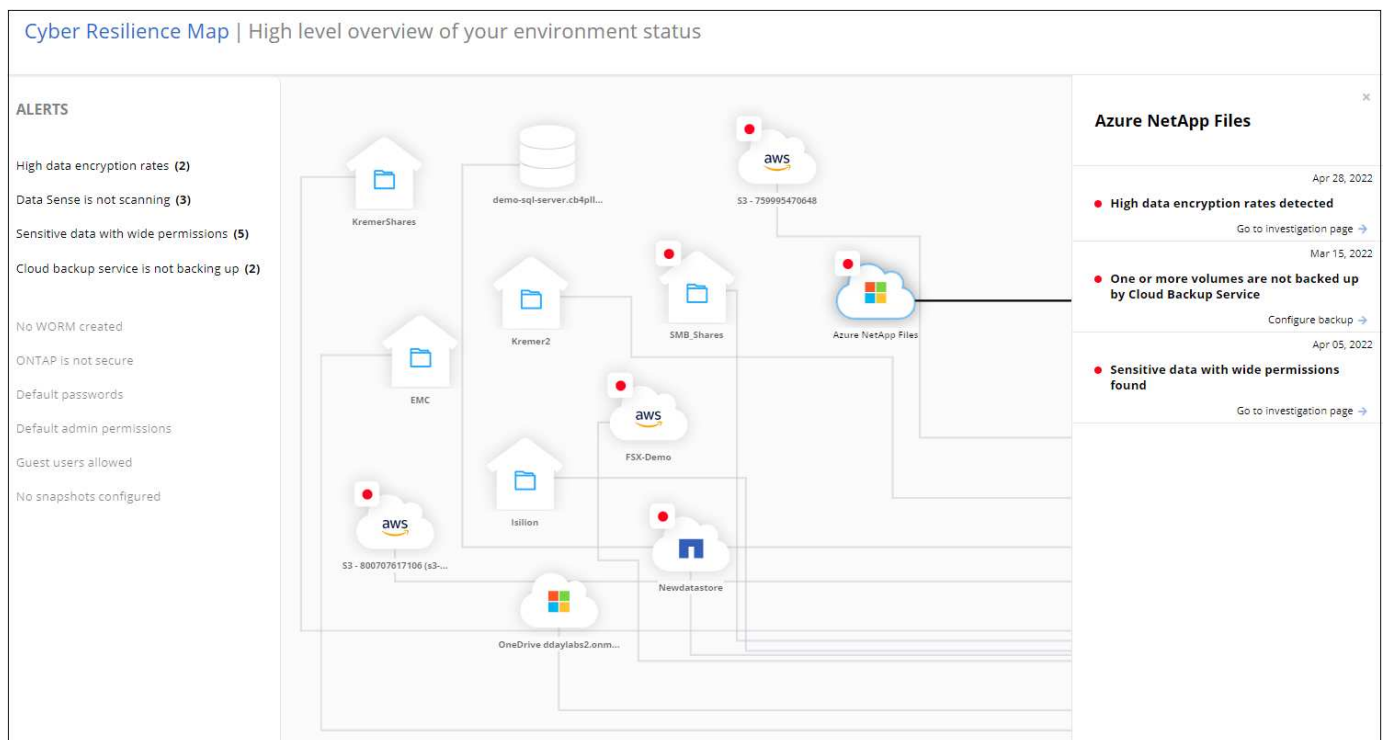 Cyber Resilience Map | High level overview of your environment status
ALERTS
High data encryption rates (2)
Data Sense is not scanning (3)
Sensitive data with wide permissions (5)
Cloud backup service is not backing up (2)
No WORM created
ONTAP is not secure
Default passwords
Default admin permissions
Guest users allowed
No snapshots configured
KremerShares
demo-sql-server.cb4pll...
aws
S3 - 759995470648
Kremer2
SMB_Shares
Azure NetApp Files
EMC
aws
FSX-Demo
Isilion
aws
S3 - 800707617106 (s3-...
Newdatastore
OneDrive ddaylabs2.onm...
×
Azure NetApp Files
Apr 28, 2022
High data encryption rates detected
Go to investigation page →
Mar 15, 2022
One or more volumes are not backed up
by Cloud Backup Service
Configure backup →
Apr 05, 2022
Sensitive data with wide permissions
found
Go to investigation page →